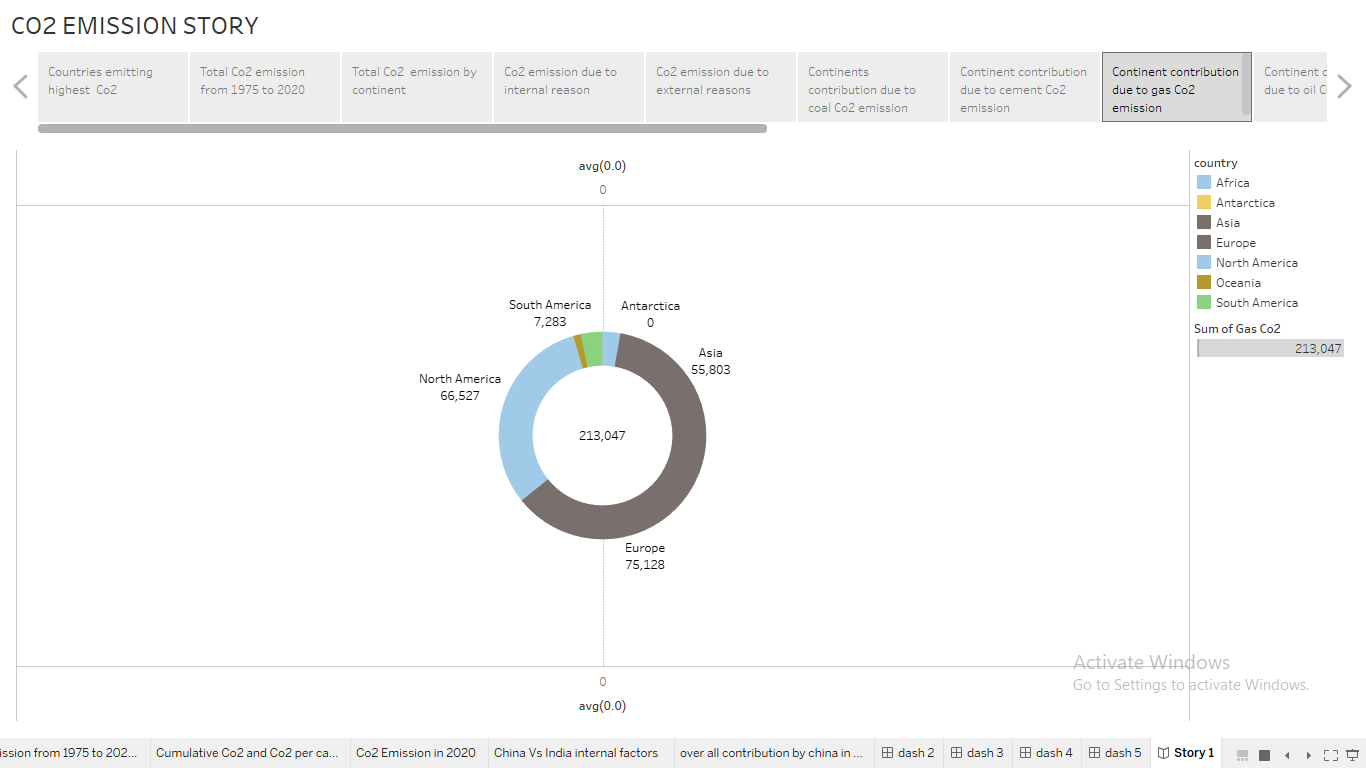 CO2 EMISSION STORY
Countries emitting
highest Co2
Total Co2 emission
from 1975 to 2020
Total Co2 emission by
continent
Co2 emission due to
internal reason
Co2 emission due to
external reasons
Continents
contribution due to
coal Co2 emission
Continent contribution
due to cement Co2
emission
Continent contribution
due to gas Co2
emission
Continent c
due to oil C
avg(0.0)
0
country
Africa
Antarctica
Asia
Europe
North America
Oceania
South America
Sum of Gas Co2
213,047
South America
7,283
Antarctica
0
Asia
55,803
North America
66,527
213,047
Europe
75,128
0
avg(0.0)
Activate Windows
Go to Settings to activate Windows.
ission from 1975 to 202...
Cumulative Co2 and Co2 per ca...
Co2 Emission in 2020
China Vs India internal factors
over all contribution by china in ...
dash 2
dash 3
dash 4
dash 5
Story 1